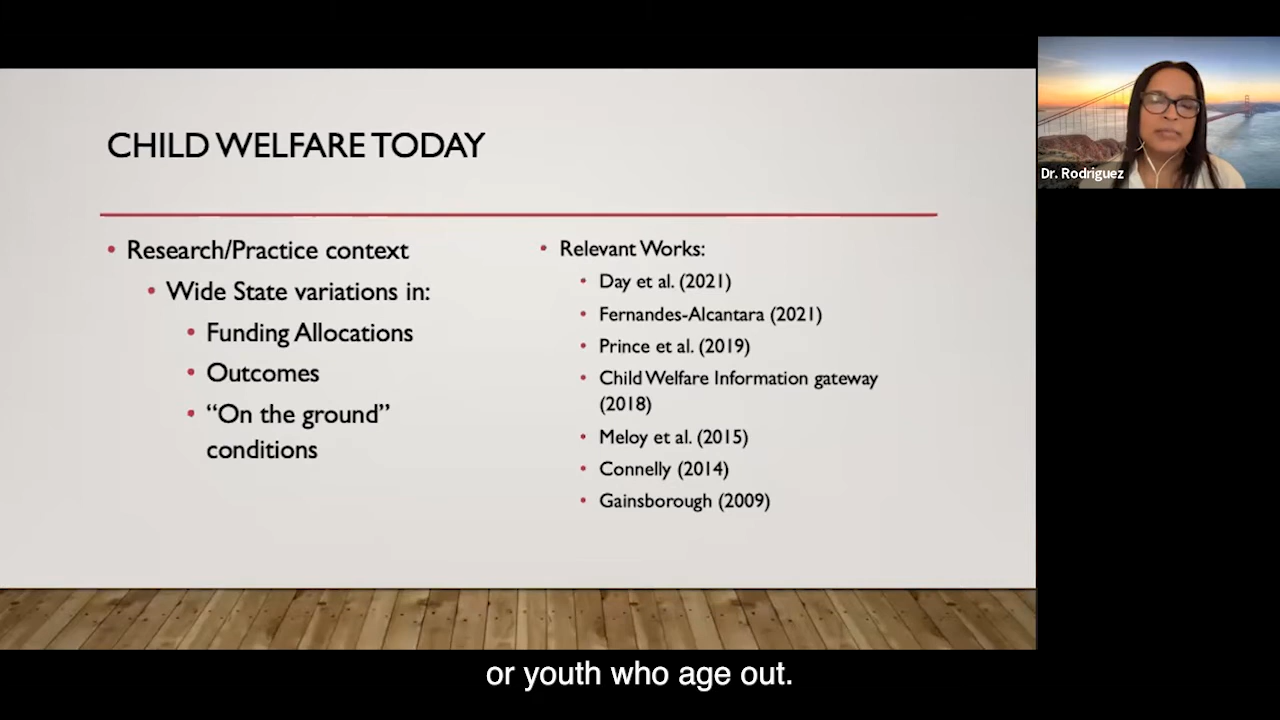 CHILD WELFARE TODAY
Research/Practice context
Wide State variations in:
Funding Allocations
Outcomes
“On the ground”
conditions
Relevant Works:
Day et al. (2021)
Fernandes-Alcantara (2021)
Prince et al. (2019)
Child Welfare Information gateway
(2018)
Meloy et al. (2015)
Connelly (2014)
Gainsborough (2009)
Dr. Rodriguez
or youth who age out.